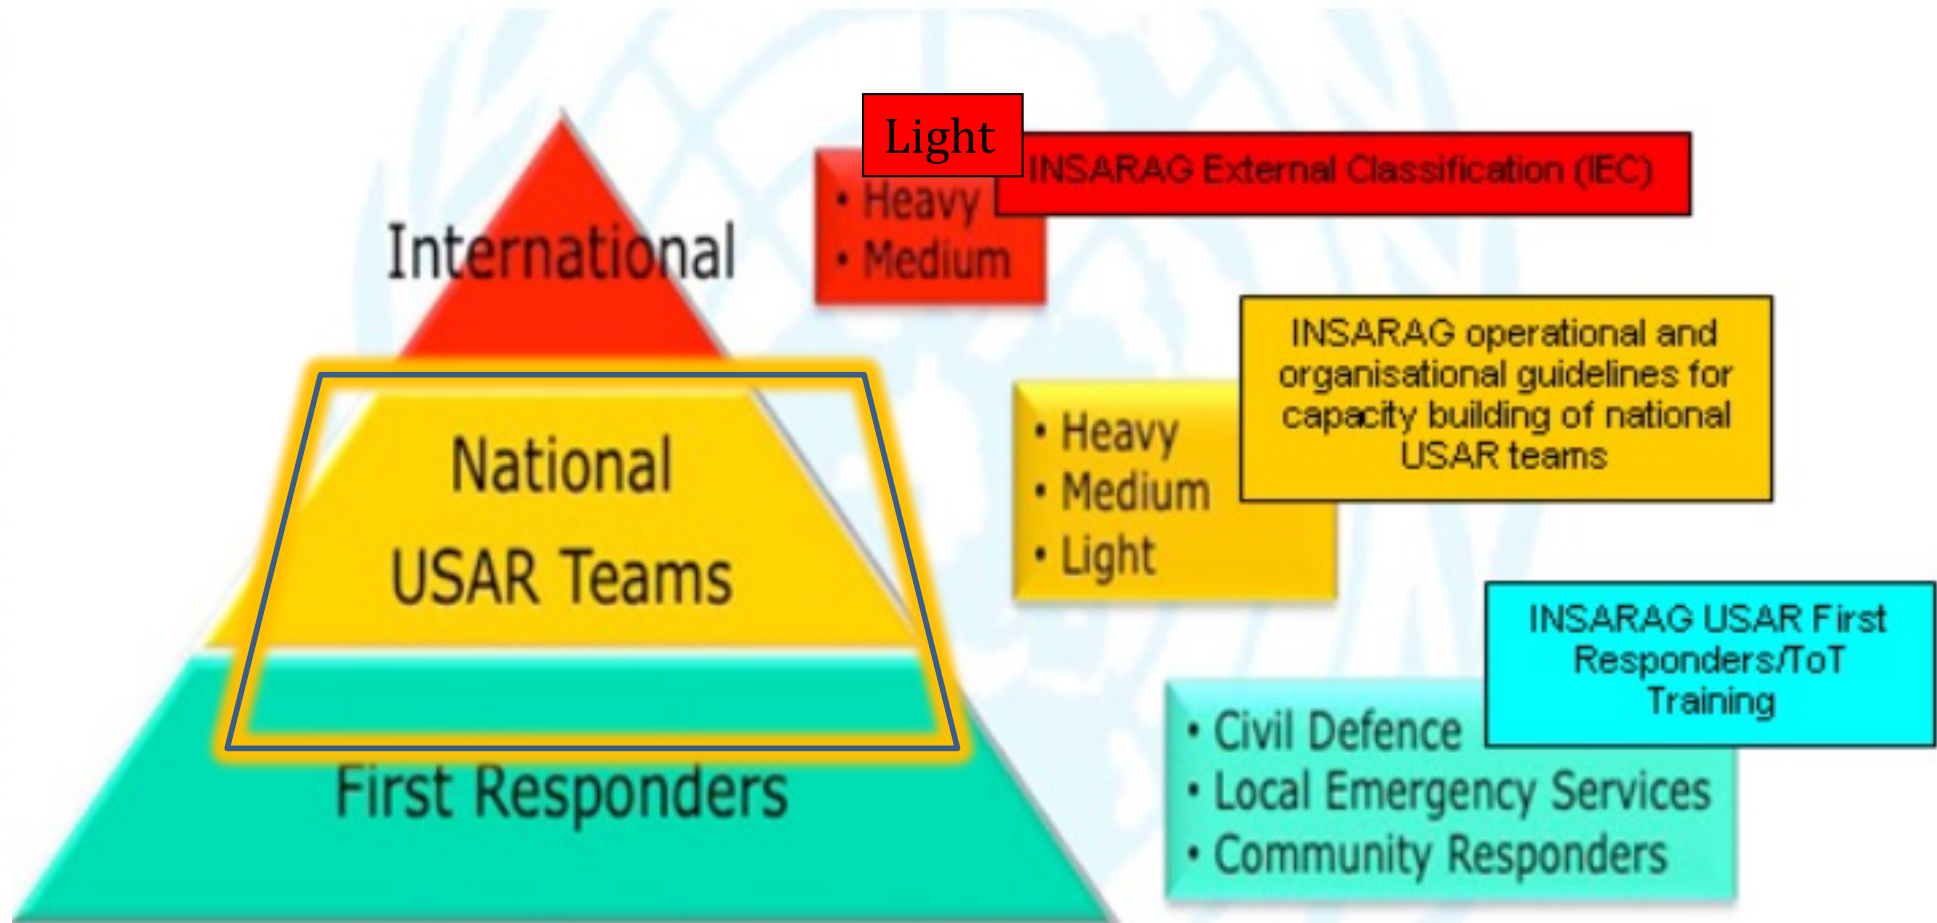 International
Light
• Heavy
• Medium
INSARAG External Classification (IEC)
National
USAR Teams
• Heavy
• Medium
• Light
INSARAG operational and
organisational guidelines for
capacity building of national
USAR teams
First Responders
• Civil Defence
• Local Emergency Services
• Community Responders
INSARAG USAR First
Responders/ToT
Training